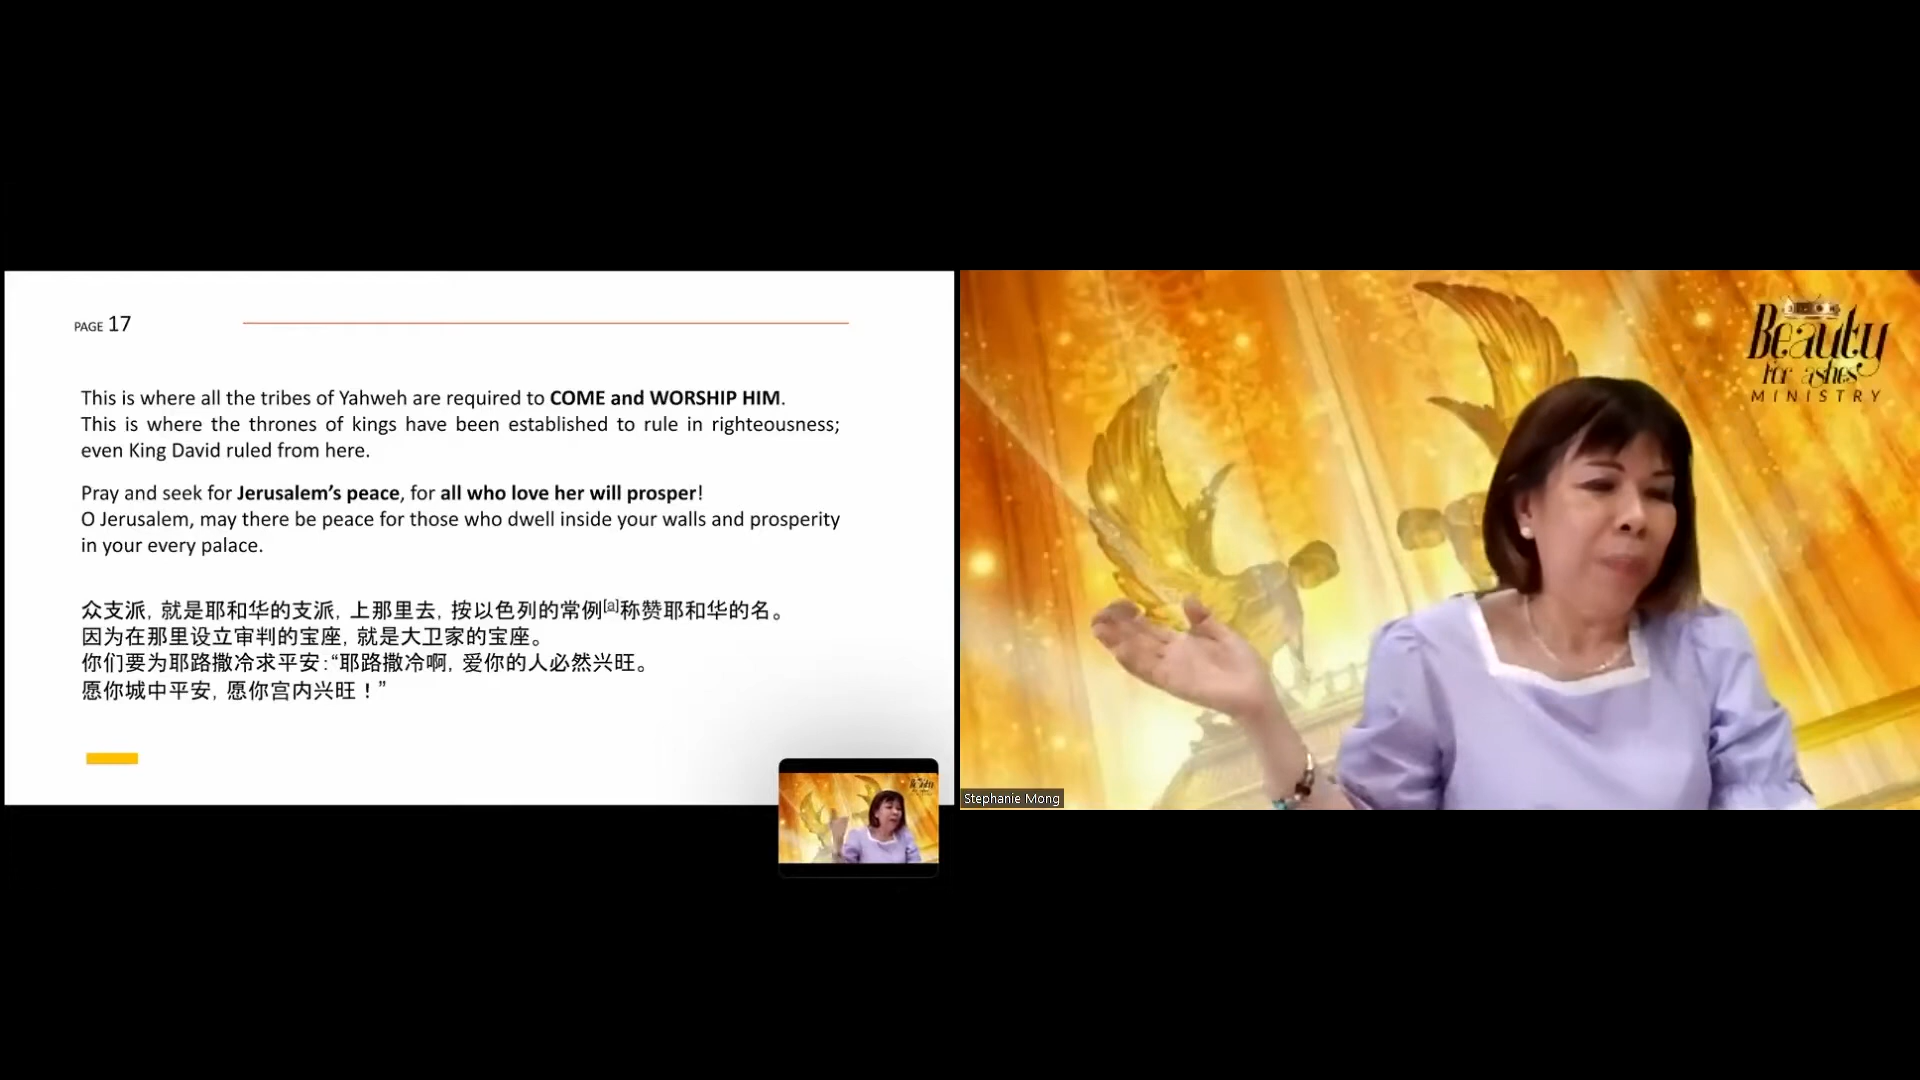 PAGE 17
This is where all the tribes of Yahweh are required to COME and WORSHIP HIM.
This is where the thrones of kings have been established to rule in righteousness;
even King David ruled from here.
Pray and seek for Jerusalem’s peace, for all who love her will prosper!
O Jerusalem, may there be peace for those who dwell inside your walls and prosperity
in your every palace.
众支派, 就是耶和华的支派, 上那里去, 按以色列的常例[a]称赞耶和华的名。
因为在那里设立审判的宝座, 就是大卫家的宝座。
你们要为耶路撒冷求平安:“耶路撒冷啊, 爱你的人必然兴旺。
愿你城中平安, 愿你宫内兴旺！”
Beauty
For ashes
MINISTRY
Stephanie Mong